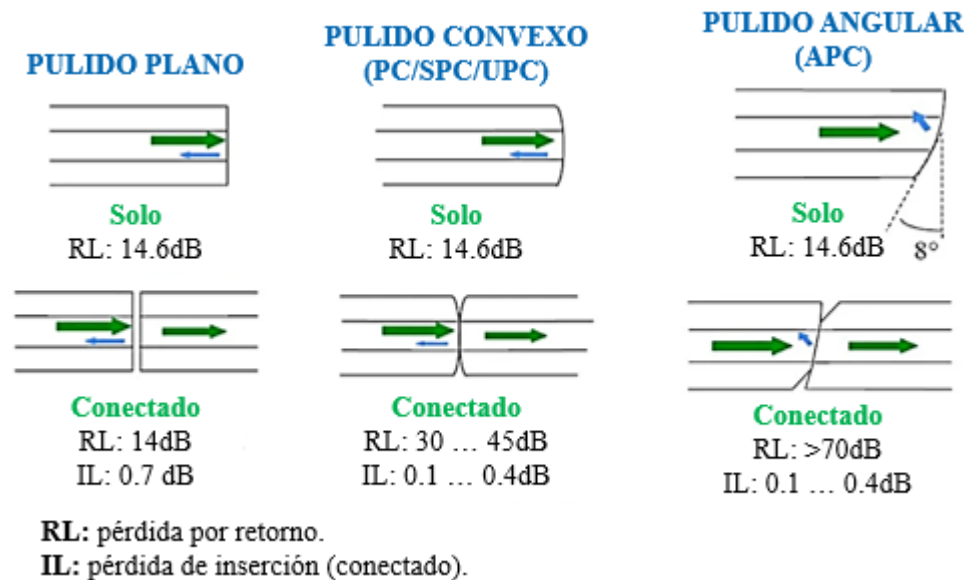 PULIDO PLANO
Solo
RL: 14.6dB
Conectado
RL: 14dB
IL: 0.7 dB
PULIDO CONVEXO
(PC/SPC/UPC)
Solo
RL: 14.6dB
Conectado
RL: 30 … 45dB
IL: 0.1 … 0.4dB
PULIDO ANGULAR
(APC)
Solo
RL: 14.6dB
8°
Conectado
RL: >70dB
IL: 0.1 … 0.4dB
RL: pérdida por retorno.
IL: pérdida de inserción (conectado).